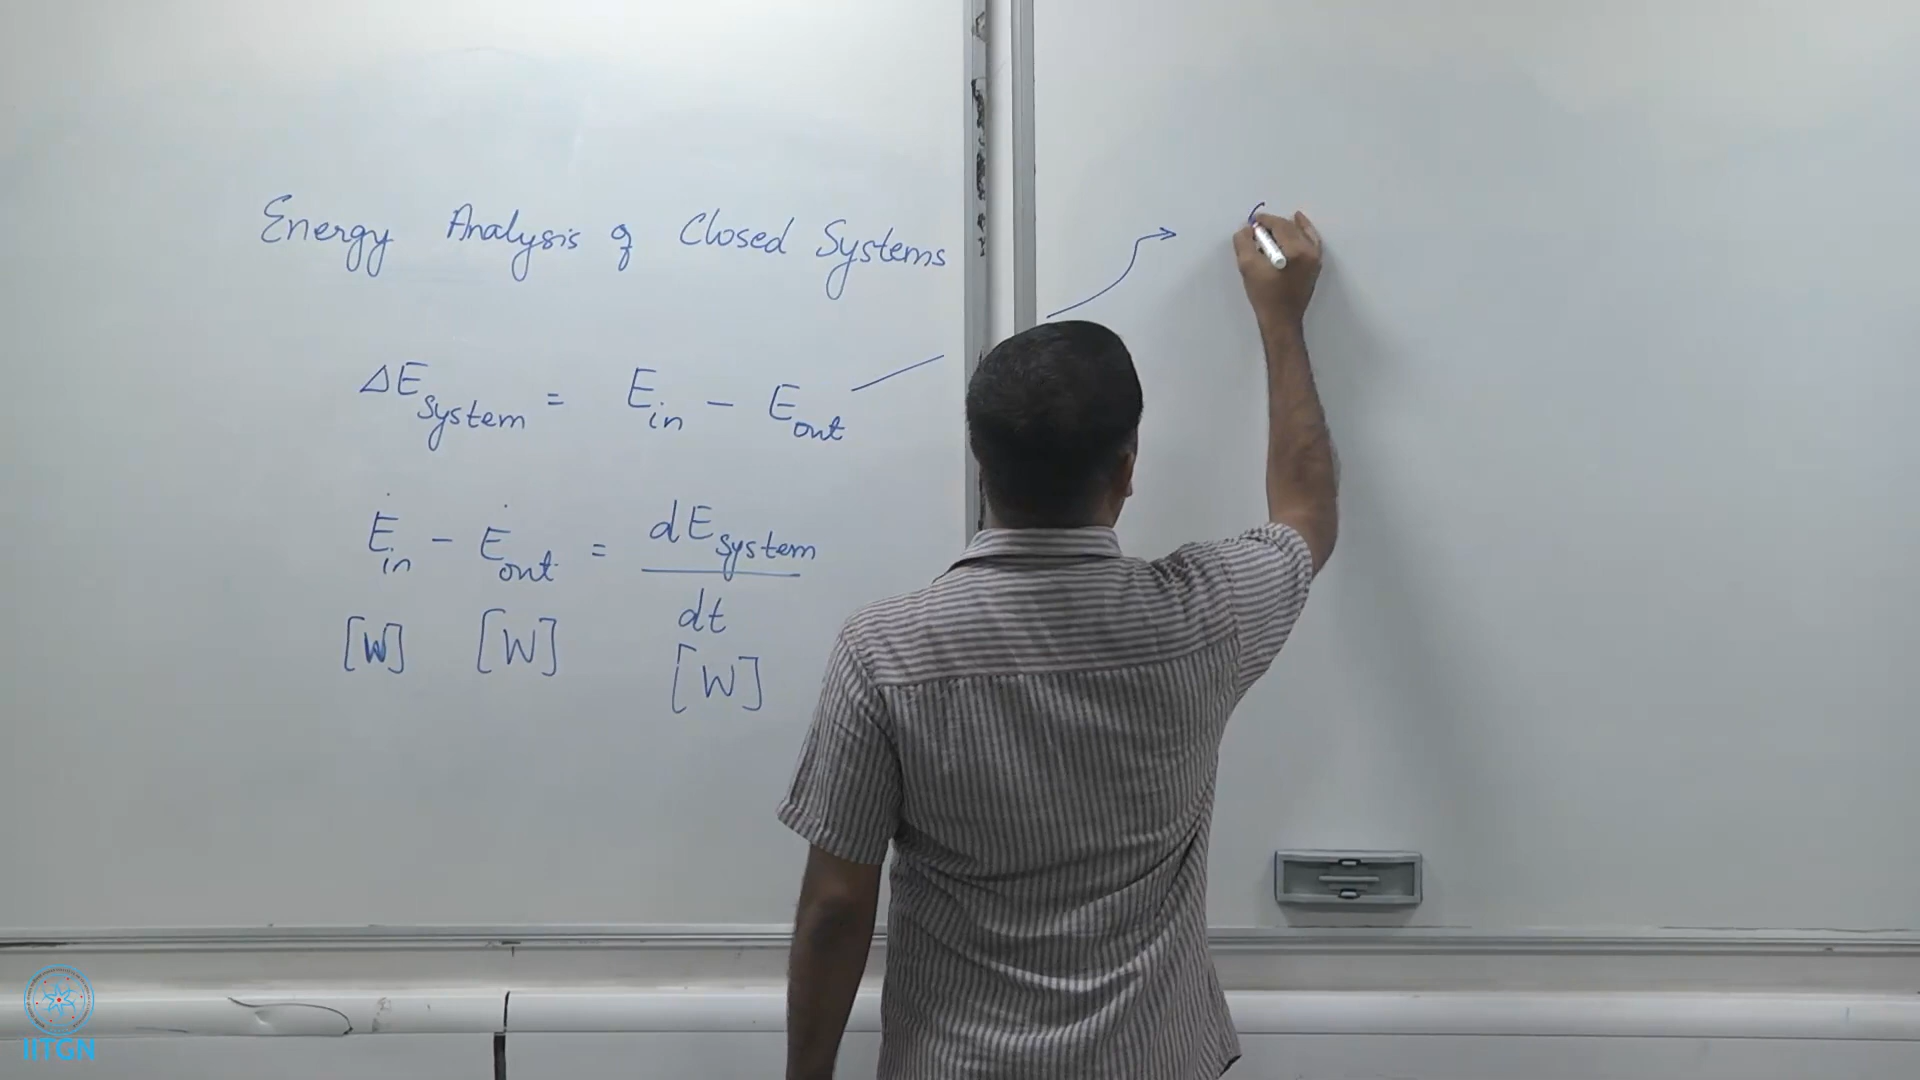 Energy Analysis of Closed Systems
ΔE_system = E_in − E_out
Ė_in − Ė_out = dE_system / dt
[W] [W] [W]
IITGN